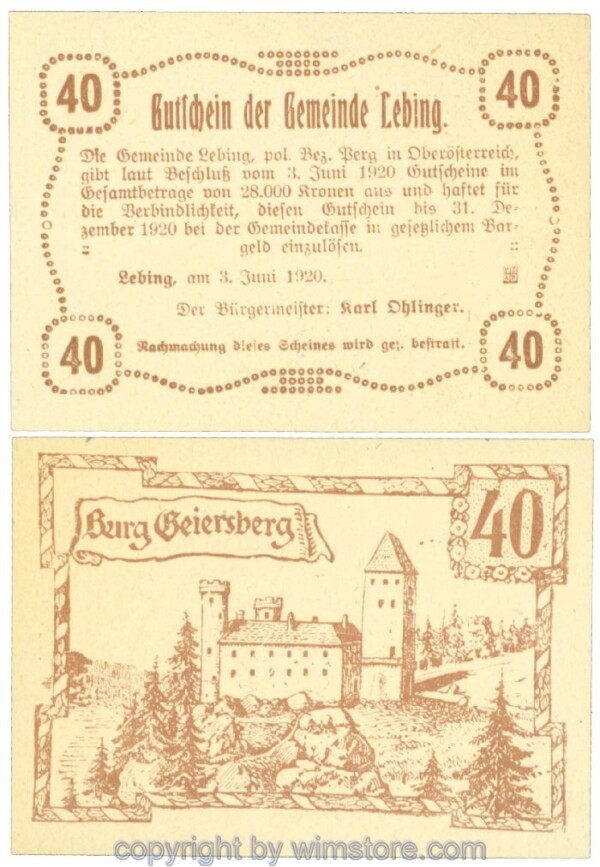 40 40
Gutschein der Gemeinde Lebing.
Die Gemeinde Lebing, pol. Bez. Perg in Oberösterreich,
gibt laut Beschluß vom 3. Juni 1920 Gutscheine im
Gesamtbetrage von 28.000 Kronen aus und haftet für
die Verbindlichkeit, diesen Gutschein bis 31. De-
zember 1920 bei der Gemeindekasse in gesetzlichem Bar-
geld einzulösen.
Lebing, am 3. Juni 1920.
Der Bürgermeister: Karl Ohlinger.
40 40
Nachmachung dieses Scheines wird gez. bestraft.
Burg Geiersberg
40
copyright by wimstore.com